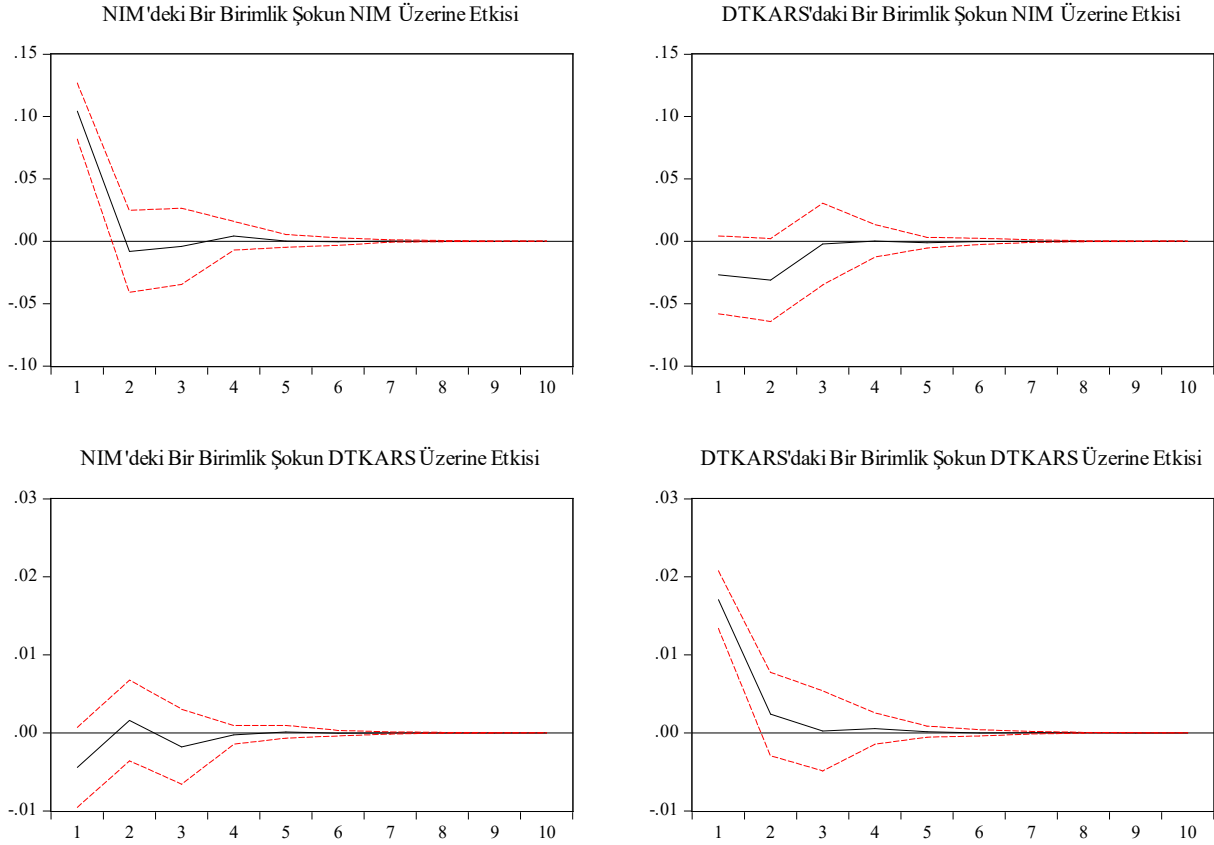 NIM'deki Bir Birimlik Şokun NIM Üzerine Etkisi
.15
.10
.05
.00
-.05
-.10
1 2 3 4 5 6 7 8 9 10
DTKARS'daki Bir Birimlik Şokun NIM Üzerine Etkisi
.15
.10
.05
.00
-.05
-.10
1 2 3 4 5 6 7 8 9 10
NIM'deki Bir Birimlik Şokun DTKARS Üzerine Etkisi
.03
.02
.01
.00
-.01
1 2 3 4 5 6 7 8 9 10
DTKARS'daki Bir Birimlik Şokun DTKARS Üzerine Etkisi
.03
.02
.01
.00
-.01
1 2 3 4 5 6 7 8 9 10